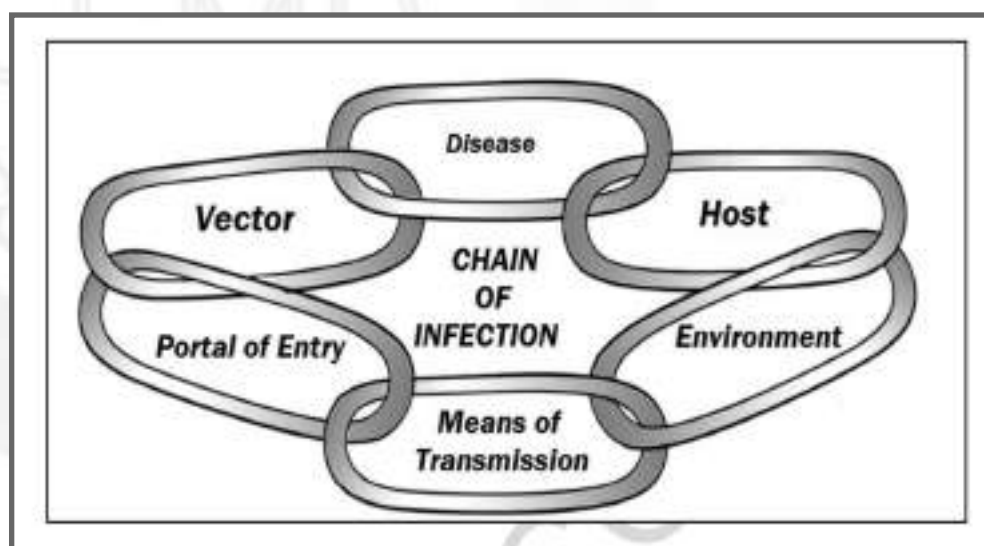 Disease
Vector
Host
CHAIN
OF
INFECTION
Portal of Entry
Environment
Means of
Transmission